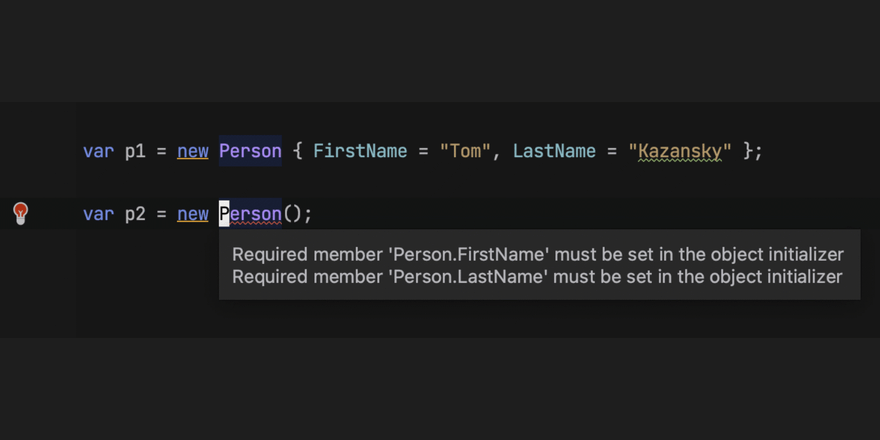 var p1 = new Person { FirstName = "Tom", LastName = "Kazansky" };
var p2 = new Person();
Required member 'Person.FirstName' must be set in the object initializer
Required member 'Person.LastName' must be set in the object initializer